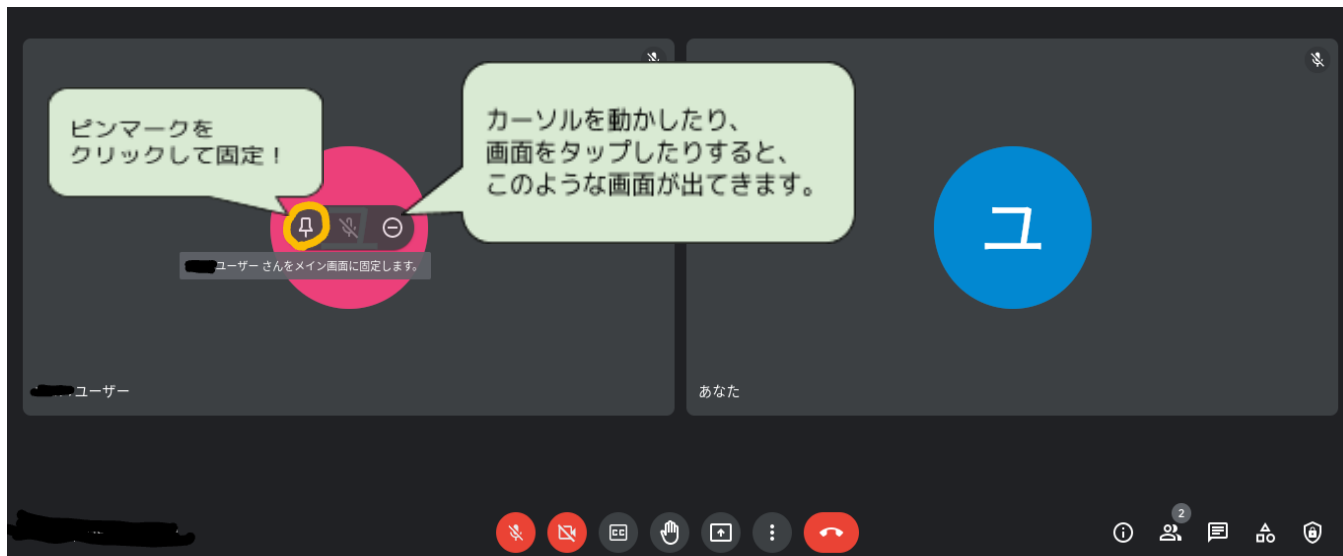 ピンマークを
クリックして固定！
カーソルを動かしたり、
画面をタップしたりすると、
このような画面が出てきます。
ユ
ユーザー さんをメイン画面に固定します。
ユーザー
あなた
CC
2